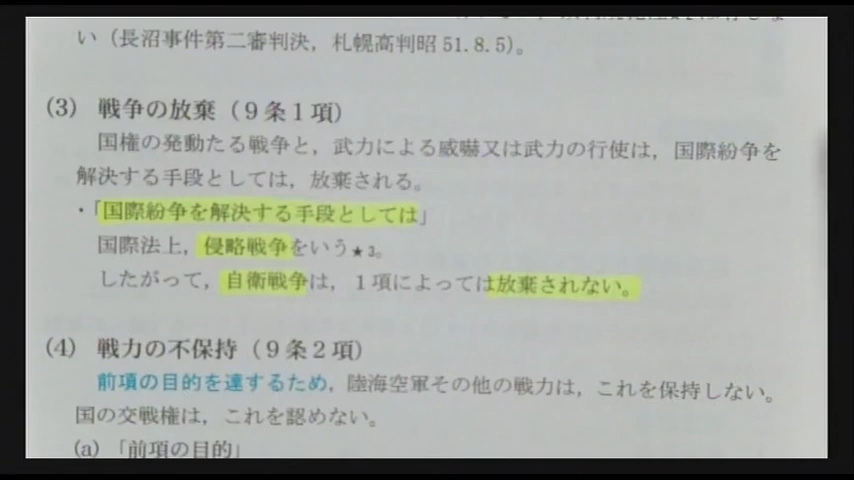 い（長沼事件第二審判決，札幌高判昭 51.8.5）。
(3) 戦争の放棄（９条１項）
国権の発動たる戦争と，武力による威嚇又は武力の行使は，国際紛争を
解決する手段としては，放棄される。
・「国際紛争を解決する手段としては」
国際法上，侵略戦争をいう★3。
したがって，自衛戦争は，１項によっては放棄されない。
(4) 戦力の不保持（９条２項）
前項の目的を達するため，陸海空軍その他の戦力は，これを保持しない。
国の交戦権は，これを認めない。
(a) 「前項の目的」